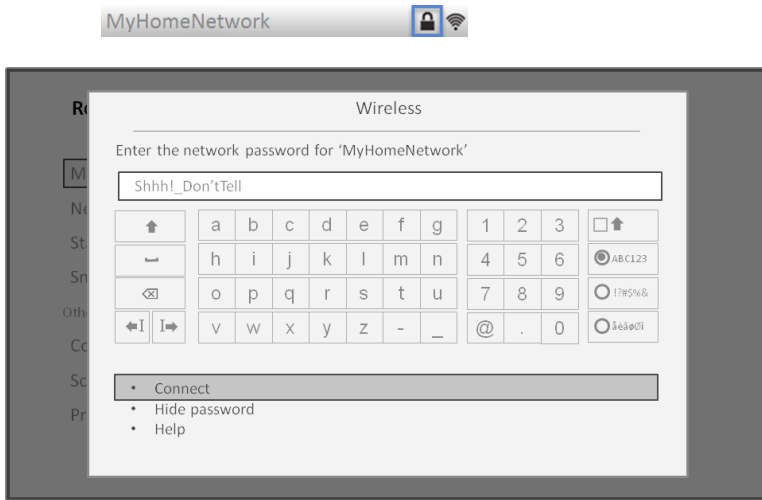 MyHomeNetwork
Wireless
Enter the network password for ‘MyHomeNetwork’
Shhh!_Don’tTell
a b c d e f g 1 2 3
h i j k l m n 4 5 6 ABC123
o p q r s t u 7 8 9 !?#$%&
v w x y z - _ @ . 0 åèâøØï
• Connect
• Hide password
• Help